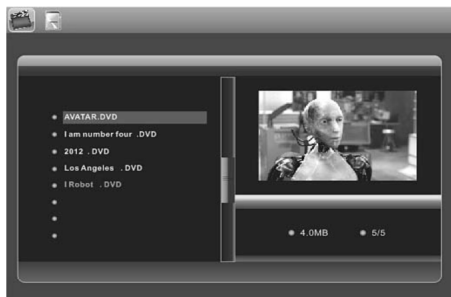 AVATAR.DVD
I am number four .DVD
2012 . DVD
Los Angeles . DVD
I Robot . DVD
4.0MB 5/5